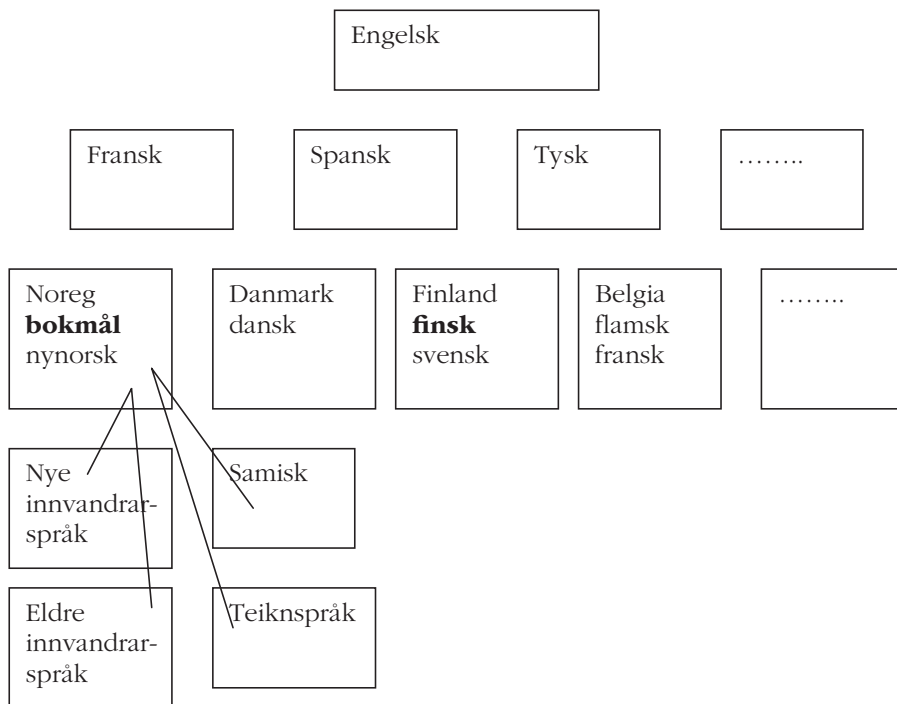 Engelsk
Fransk
Spansk
Tysk
……..
Noreg
bokmål
nynorsk
Danmark
dansk
Finland
finsk
svensk
Belgia
flamsk
fransk
……..
Nye
innvandrar-
språk
Samisk
Eldre
innvandrar-
språk
Teiknspråk